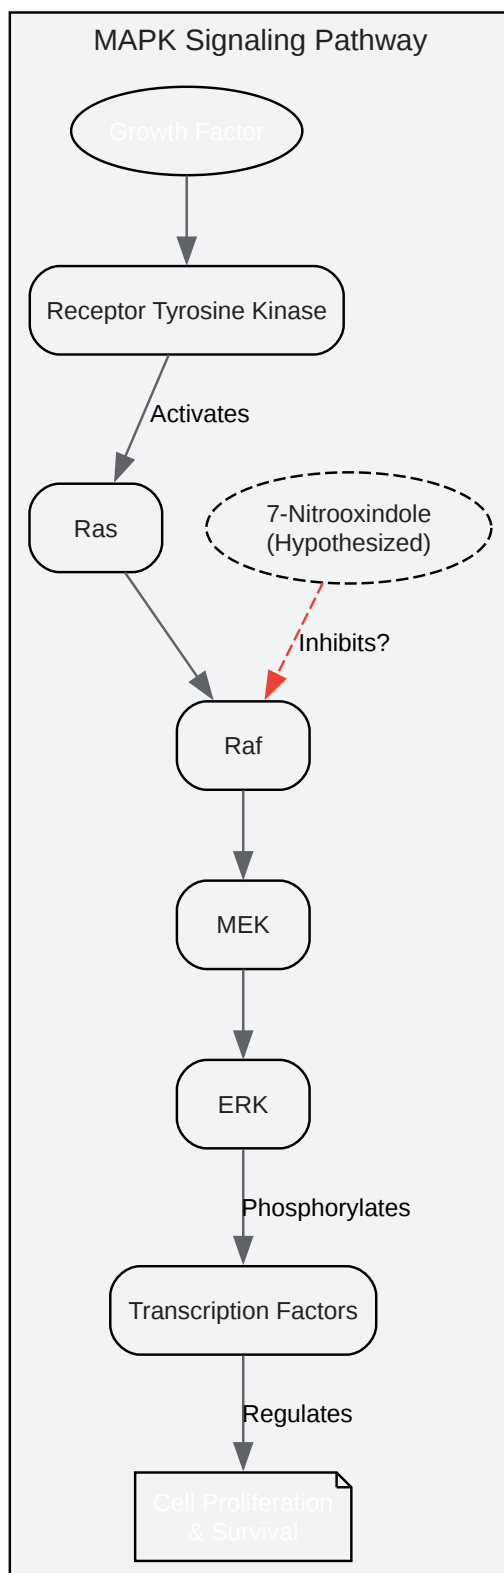 MAPK Signaling Pathway
Growth Factor
Receptor Tyrosine Kinase
Activates
Ras
7-Nitrooxindole
(Hypothesized)
Inhibits?
Raf
MEK
ERK
Phosphorylates
Transcription Factors
Regulates
Cell Proliferation
& Survival